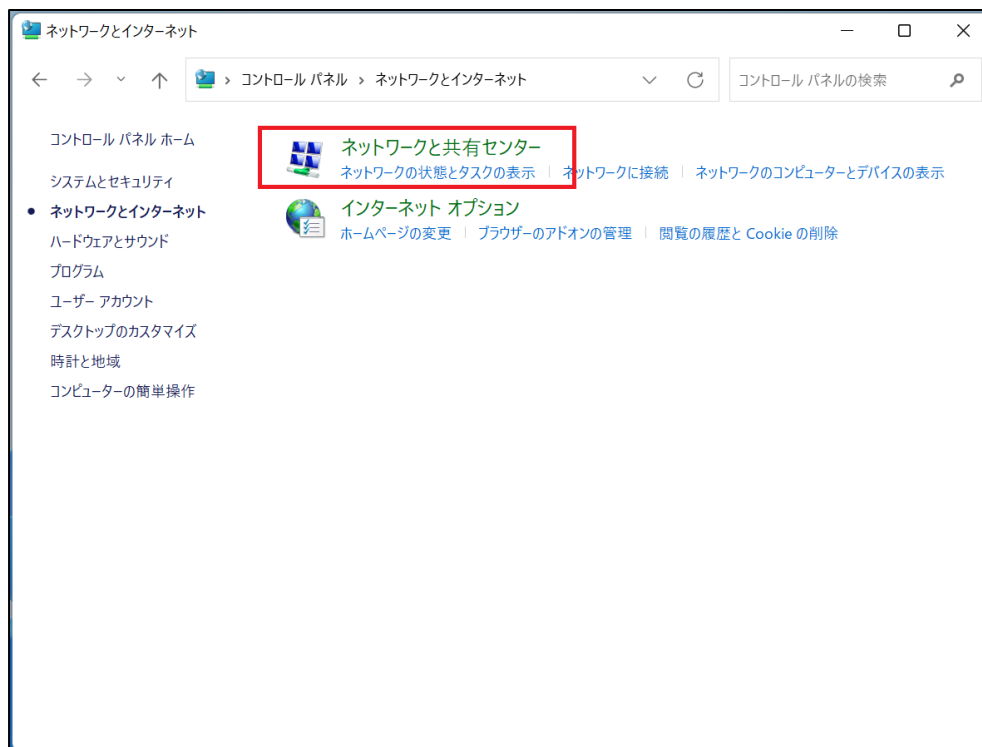 ネットワークとインターネット
コントロール パネル › ネットワークとインターネット
コントロール パネルの検索
コントロール パネル ホーム
システムとセキュリティ
ネットワークとインターネット
ハードウェアとサウンド
プログラム
ユーザー アカウント
デスクトップのカスタマイズ
時計と地域
コンピューターの簡単操作
ネットワークと共有センター
ネットワークの状態とタスクの表示 | ネットワークに接続 | ネットワークのコンピューターとデバイスの表示
インターネット オプション
ホームページの変更 | ブラウザーのアドオンの管理 | 閲覧の履歴と Cookie の削除